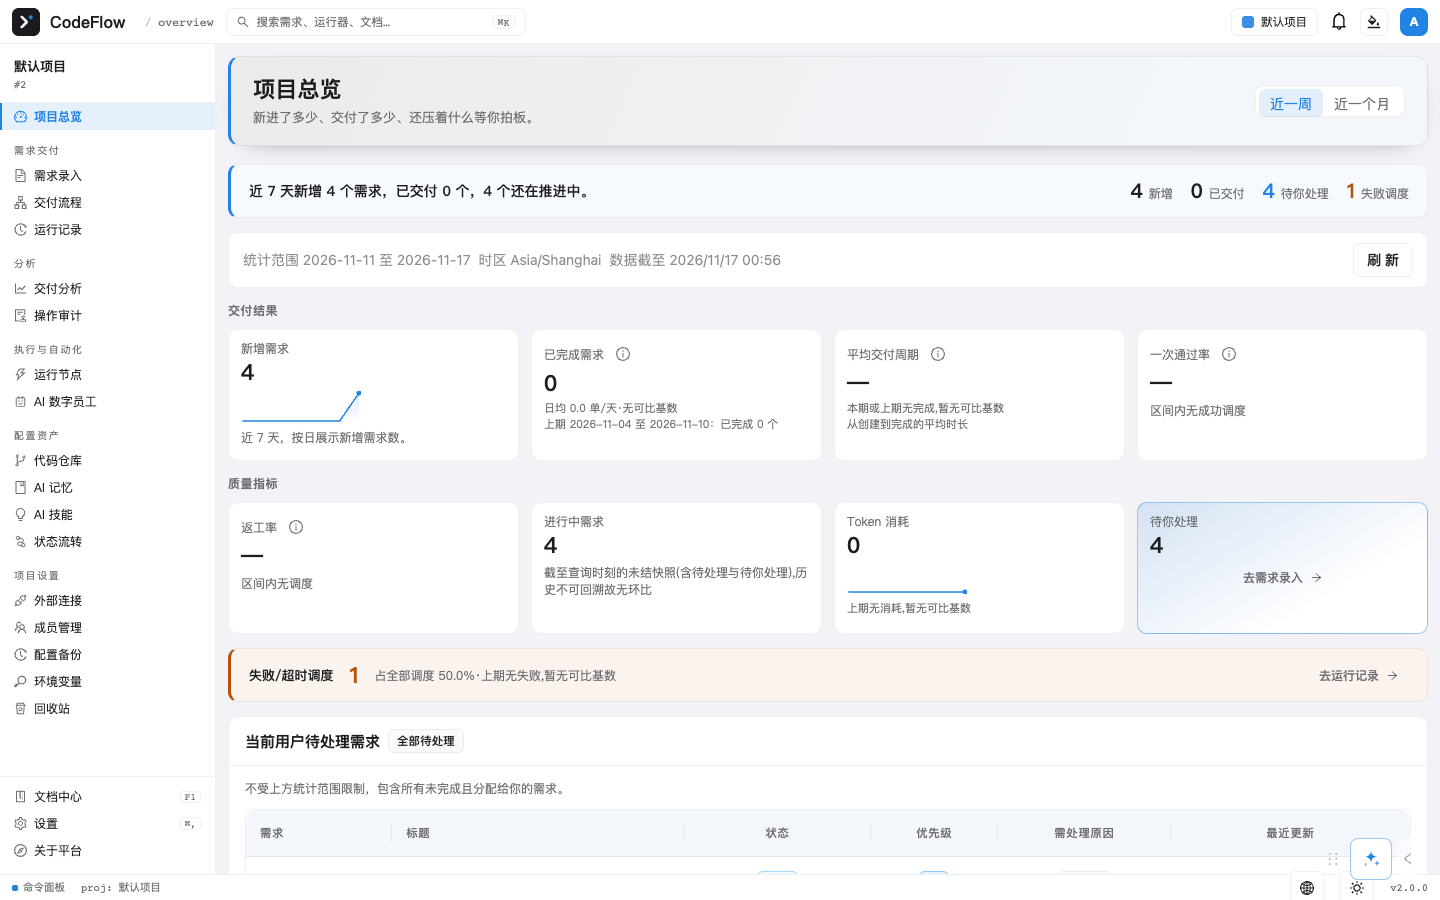 CodeFlow
/ overview
搜索需求、运行器、文档...
⌘K
默认项目
A
默认项目
#2
项目总览
需求交付
需求录入
交付流程
运行记录
分析
交付分析
操作审计
执行与自动化
运行节点
AI 数字员工
配置资产
代码仓库
AI 记忆
AI 技能
状态流转
项目设置
外部连接
成员管理
配置备份
环境变量
回收站
文档中心 F1
设置 ⌘,
关于平台
项目总览
新进了多少、交付了多少、还压着什么等你拍板。
近一周 近一个月
近 7 天新增 4 个需求，已交付 0 个，4 个还在推进中。
4 新增 0 已交付 4 待你处理 1 失败调度
统计范围 2026-11-11 至 2026-11-17 时区 Asia/Shanghai 数据截至 2026/11/17 00:56
刷 新
交付结果
新增需求
4
近 7 天，按日展示新增需求数。
已完成需求
0
日均 0.0 单/天·无可比基数
上期 2026-11-04 至 2026-11-10：已完成 0 个
平均交付周期
—
本期或上期无完成,暂无可比基数
从创建到完成的平均时长
一次通过率
—
区间内无成功调度
质量指标
返工率
—
区间内无调度
进行中需求
4
截至查询时刻的未结快照(含待处理与待你处理),历
史不可回溯故无环比
Token 消耗
0
上期无消耗,暂无可比基数
待你处理
4
去需求录入 →
失败/超时调度 1 占全部调度 50.0%·上期无失败,暂无可比基数
去运行记录 →
当前用户待处理需求 全部待处理
不受上方统计范围限制，包含所有未完成且分配给你的需求。
需求 标题 状态 优先级 需处理原因 最近更新
命令面板 proj: 默认项目
v2.0.0